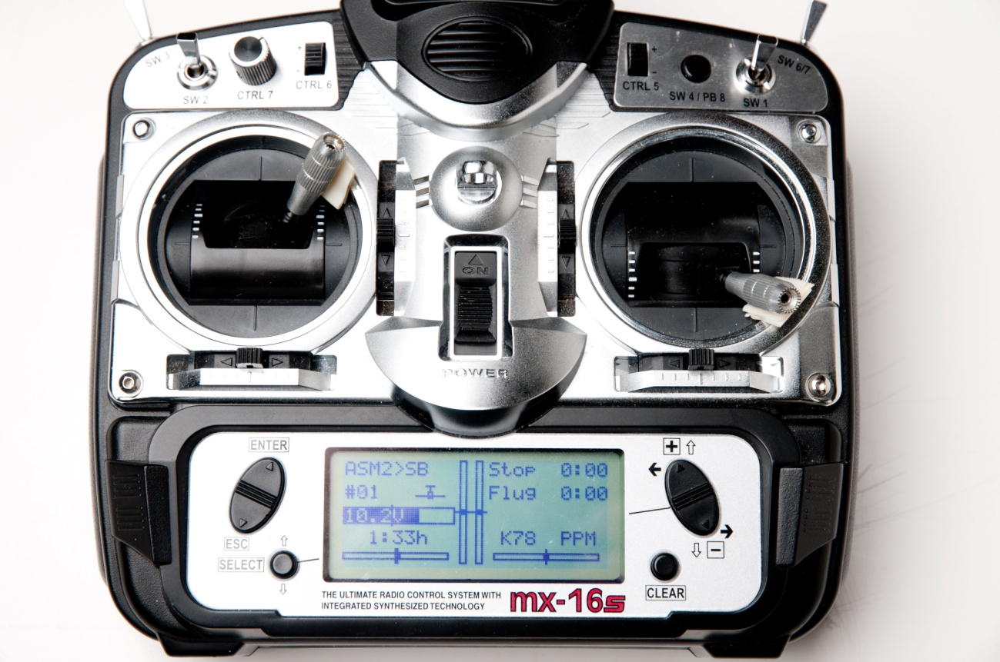 SW 3
SW 2
CTRL 7
+
-
CTRL 6
+
-
CTRL 5
SW 4 / PB 8
SW 1
SW 6/7
ON
POWER
ENTER
ESC
SELECT
ASM2>SB
#01
10.2V
1:33h
Stop 0:00
Flug 0:00
K78 PPM
+
-
CLEAR
THE ULTIMATE RADIO CONTROL SYSTEM WITH
INTEGRATED SYNTHESIZED TECHNOLOGY
mx-16s